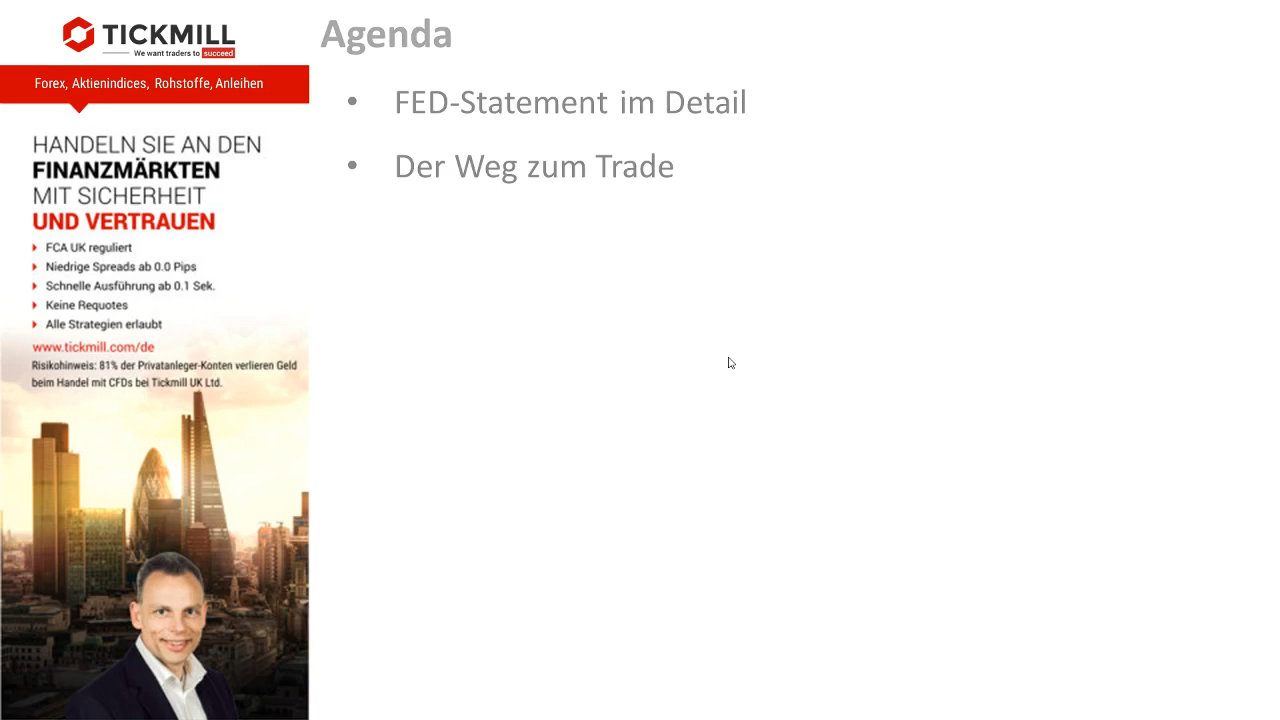 TICKMILL
We want traders to succeed
Forex, Aktienindices, Rohstoffe, Anleihen
HANDELN SIE AN DEN
FINANZMÄRKTEN
MIT SICHERHEIT
UND VERTRAUEN
FCA UK reguliert
Niedrige Spreads ab 0.0 Pips
Schnelle Ausführung ab 0.1 Sek.
Keine Requotes
Alle Strategien erlaubt
www.tickmill.com/de
Risikohinweis: 81% der Privatanleger-Konten verlieren Geld
beim Handel mit CFDs bei Tickmill UK Ltd.
Agenda
• FED-Statement im Detail
• Der Weg zum Trade